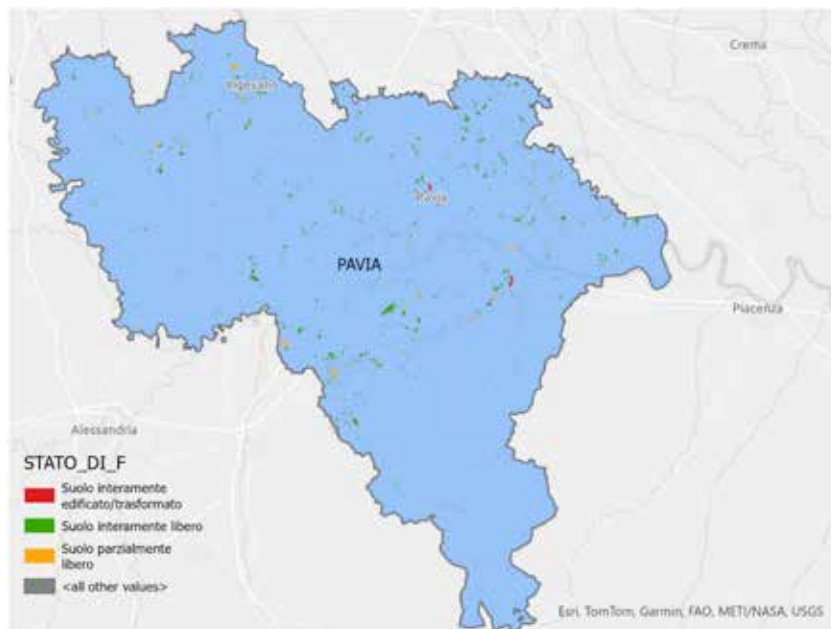 Crema
Vigevano
Pavia
PAVIA
Piacenza
Alessandria
STATO_DI_F
Suolo interamente
edificato/trasformato
Suolo interamente libero
Suolo parzialmente
libero
<all other values>
Esri, TomTom, Garmin, FAO, METI/NASA, USGS